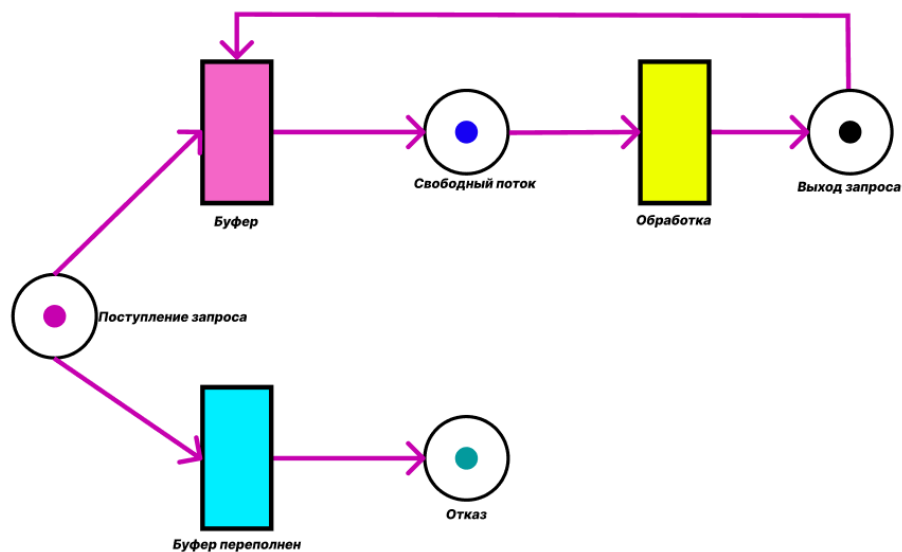 Свободный поток
Выход запроса
Буфер
Обработка
Поступление запроса
Отказ
Буфер переполнен